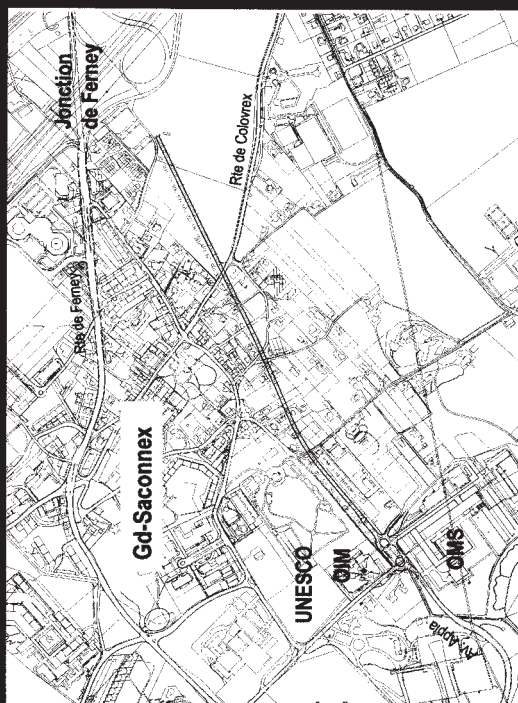 Jonction
de Ferney
Rte de Ferney
Rte de Colovrex
Gd-Saconnex
UNESCO
OIM
OMS
Av. Appia